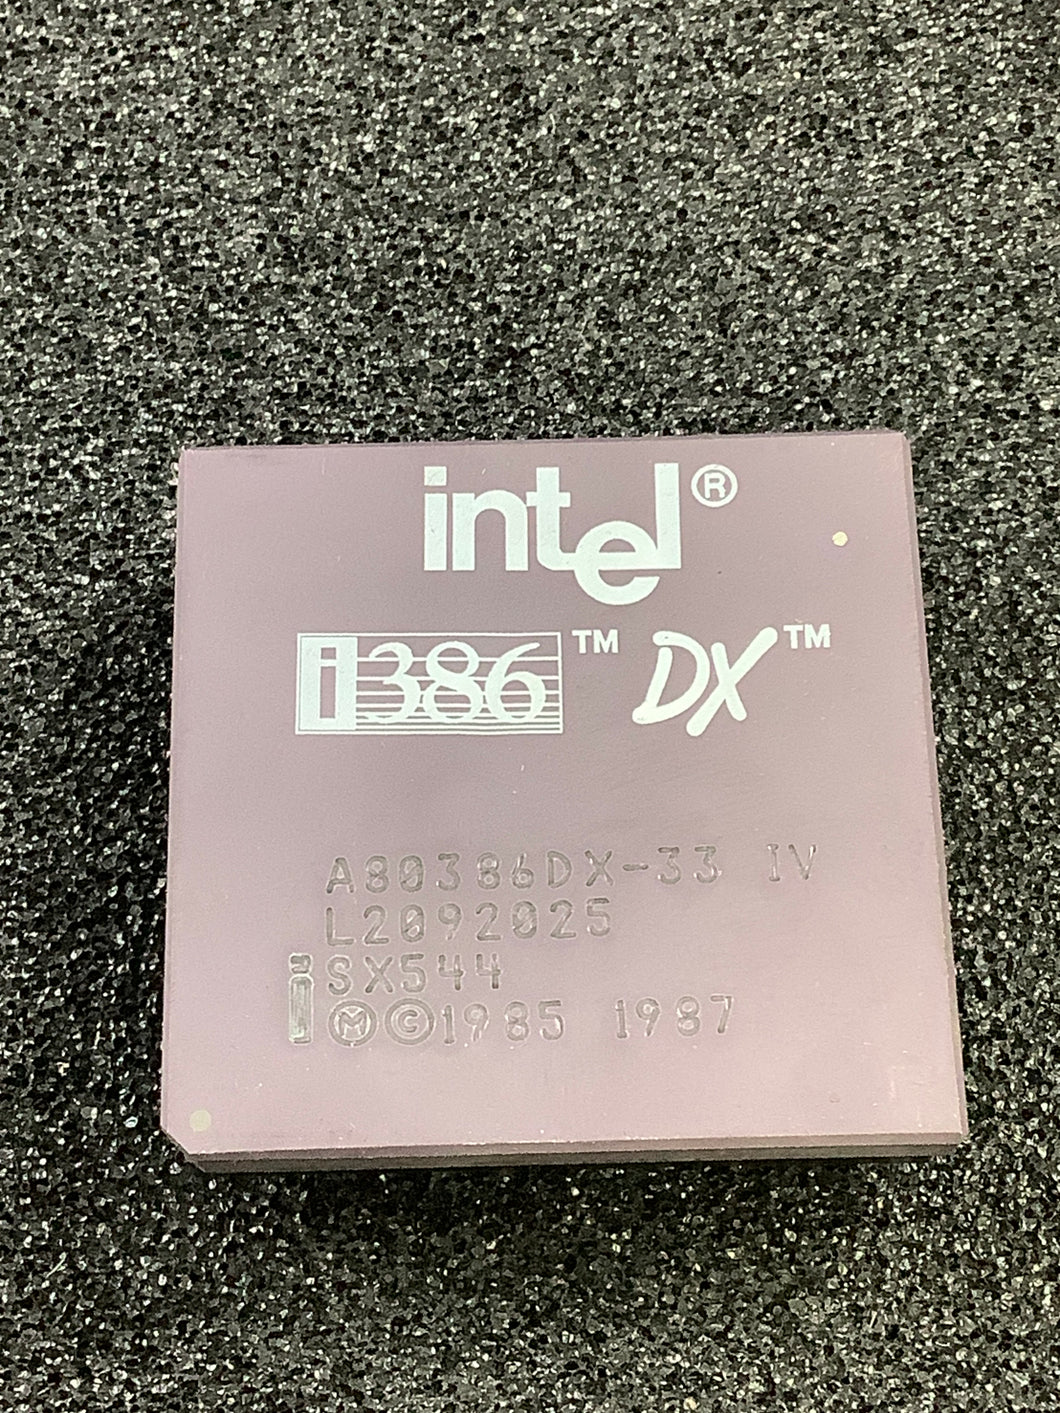 intel®
i386™ DX™
A80386DX-33 IV
L2092025
SX544
i Ⓜ©1985 1987